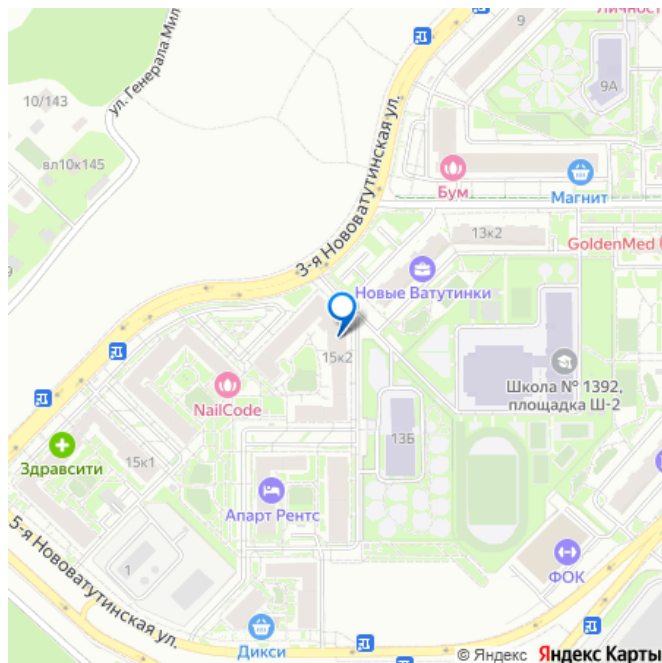 Личност
9
9А
10/143
ул. Генерала Мил
вл10к145
9
3-я Нововатутинская ул.
Бум
Магнит
13к2
GoldenMed
Новые Ватутинки
15к2
NailCode
Школа № 1392,
площадка Ш-2
13Б
Здравсити
15к1
Апарт Рентс
5-я Нововатутинская ул.
1
ФОК
Дикси
© Яндекс Яндекс Карты